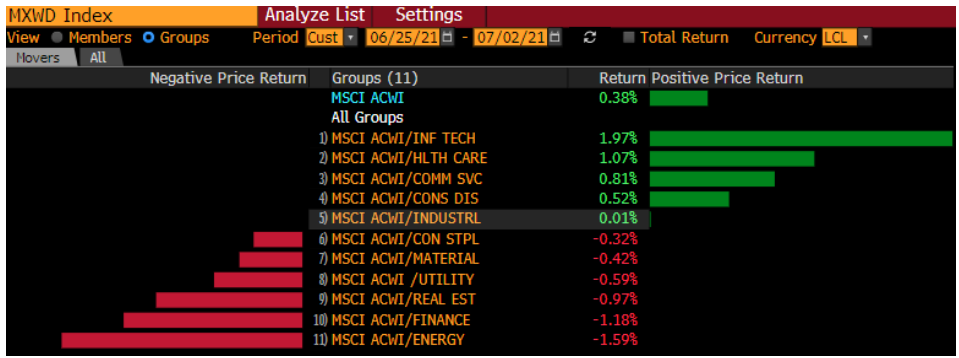 MXWD Index Analyze List Settings
View Members Groups Period Cust 06/25/21 - 07/02/21 Total Return Currency LCL
Movers All
Negative Price Return Groups (11) Return Positive Price Return
MSCI ACWI 0.38%
All Groups
1) MSCI ACWI/INF TECH 1.97%
2) MSCI ACWI/HLTH CARE 1.07%
3) MSCI ACWI/COMM SVC 0.81%
4) MSCI ACWI/CONS DIS 0.52%
5) MSCI ACWI/INDUSTRL 0.01%
6) MSCI ACWI/CON STPL -0.32%
7) MSCI ACWI/MATERIAL -0.42%
8) MSCI ACWI /UTILITY -0.59%
9) MSCI ACWI/REAL EST -0.97%
10) MSCI ACWI/FINANCE -1.18%
11) MSCI ACWI/ENERGY -1.59%